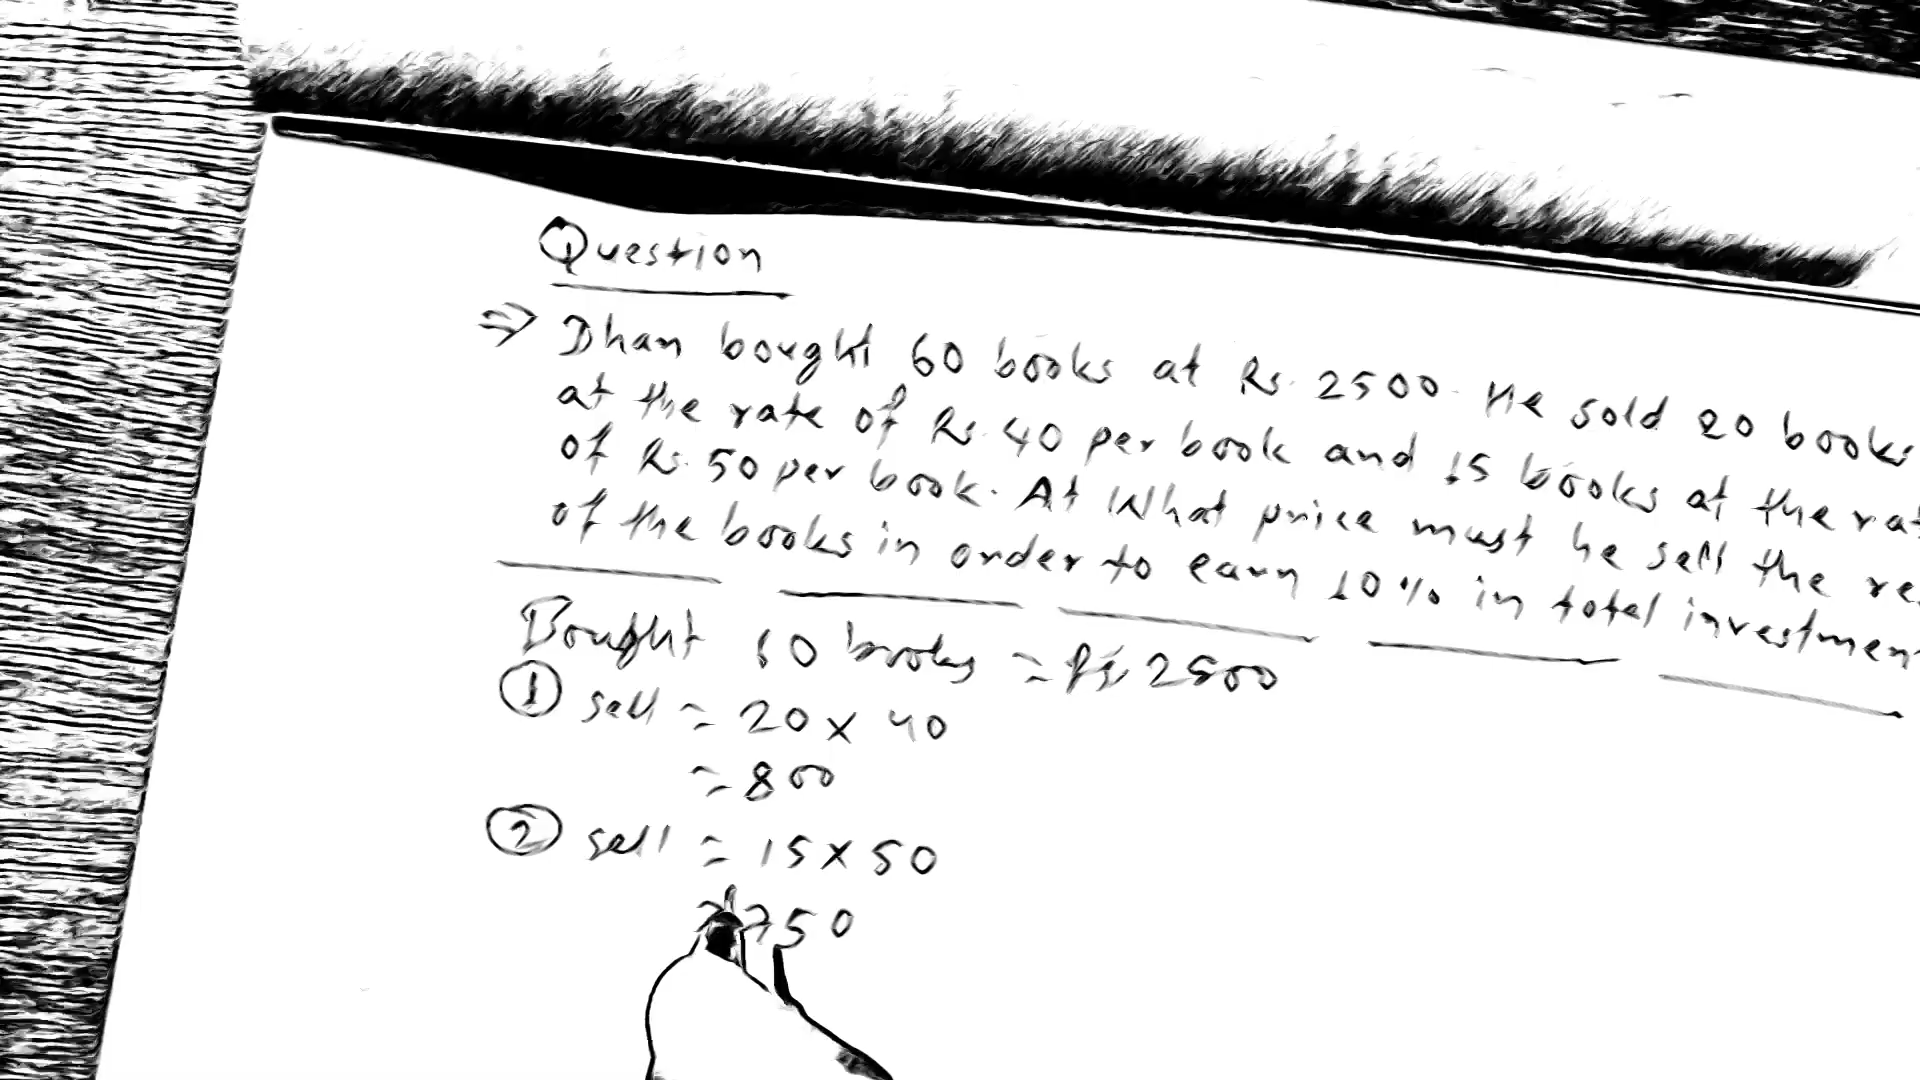 Question
⇒ Dhan bought 60 books at Rs. 2500. He sold 20 books
at the rate of Rs. 40 per book and 15 books at the
of Rs. 50 per book. At What price must he sell the
of the books in order to earn 10% in total
Bought 60 books = Rs 2500
① sell = 20 x 40
= 800
② sell = 15 x 50
= 750